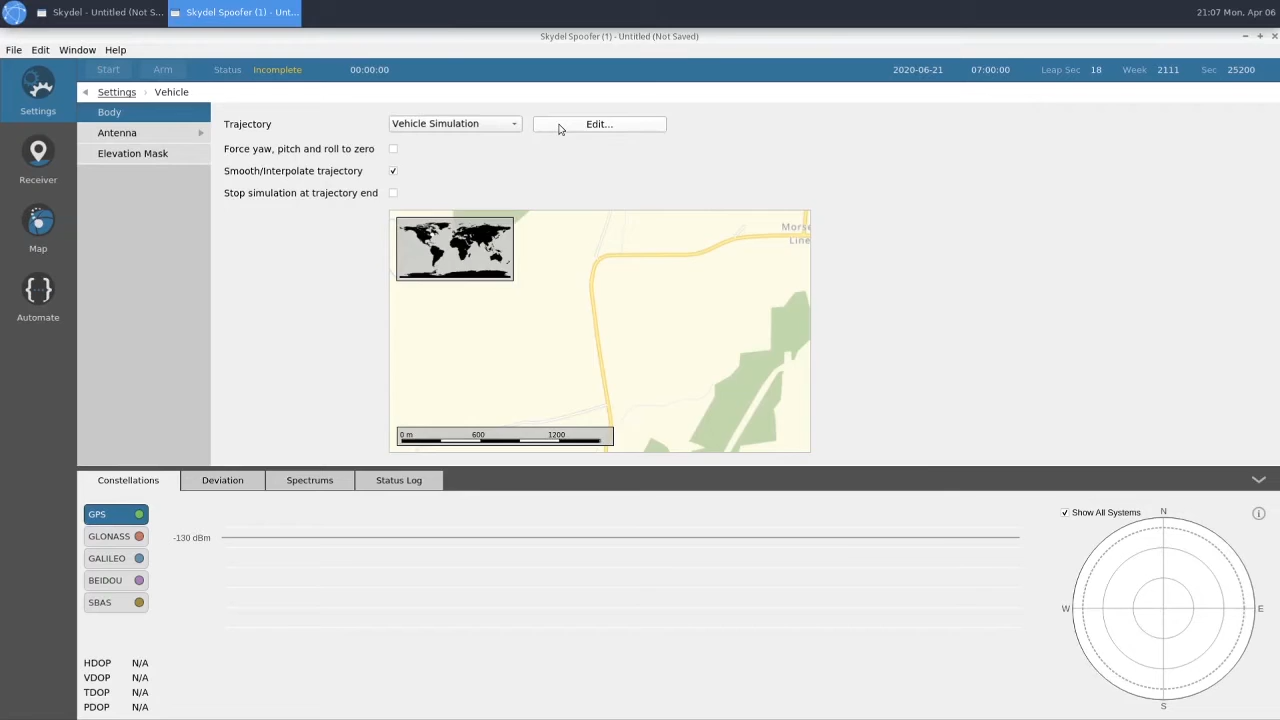 Skydel - Untitled (Not S...
Skydel Spoofer (1) - Unt...
21:07 Mon, Apr 06
Skydel Spoofer (1) - Untitled (Not Saved)
File Edit Window Help
Start Arm Status Incomplete 00:00:00 2020-06-21 07:00:00 Leap Sec 18 Week 2111 Sec 25200
Settings
Receiver
Map
Automate
Settings › Vehicle
Body
Antenna
Elevation Mask
Trajectory Vehicle Simulation Edit...
Force yaw, pitch and roll to zero
Smooth/Interpolate trajectory
Stop simulation at trajectory end
Morse
Line
0 m 600 1200
Constellations Deviation Spectrums Status Log
GPS
GLONASS
GALILEO
BEIDOU
SBAS
-130 dBm
HDOP N/A
VDOP N/A
TDOP N/A
PDOP N/A
Show All Systems
N
W E
S